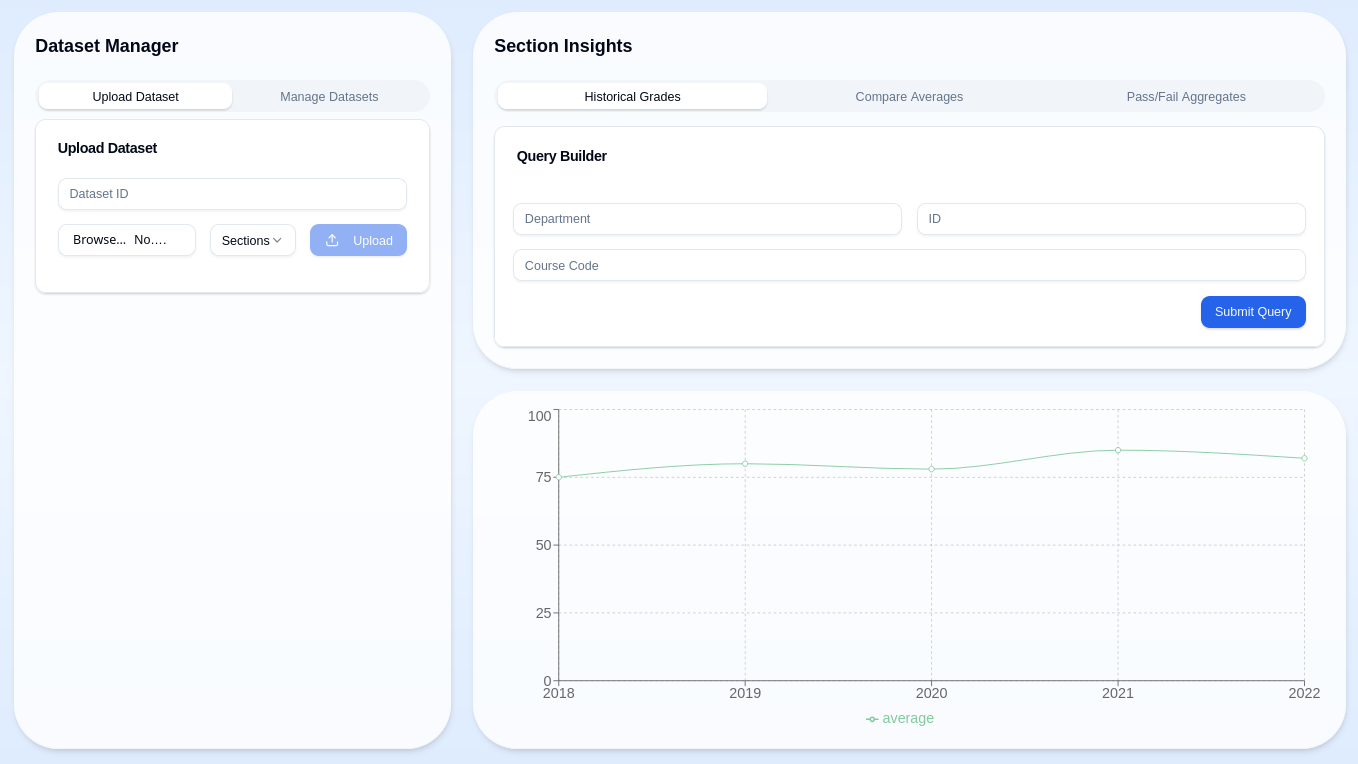 Dataset Manager
Upload Dataset
Manage Datasets
Upload Dataset
Dataset ID
Browse... No....
Sections
Upload
Section Insights
Historical Grades
Compare Averages
Pass/Fail Aggregates
Query Builder
Department
ID
Course Code
Submit Query
100
75
50
25
0
2018 2019 2020 2021 2022
average